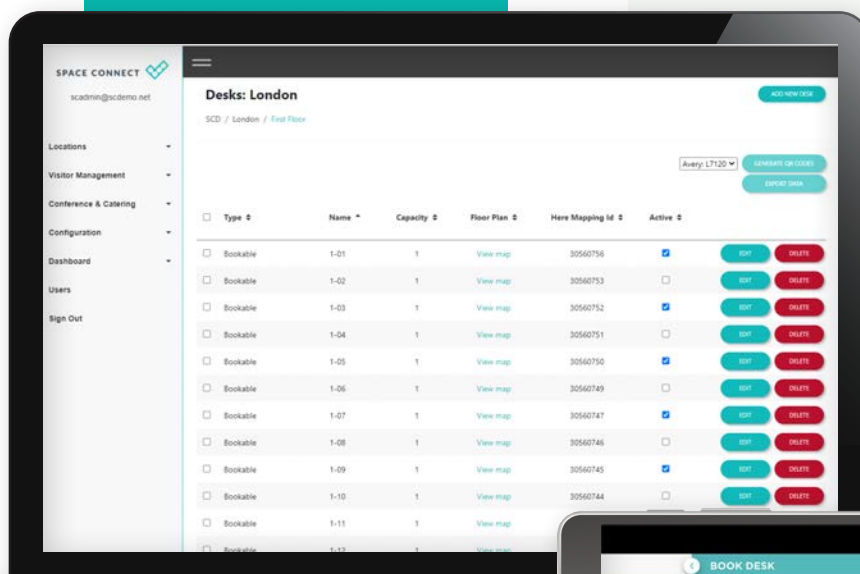 SPACE CONNECT
scadmin@scdemo.net
Locations
Visitor Management
Conference & Catering
Configuration
Dashboard
Users
Sign Out
Desks: London
ADD NEW DESK
SCD / London / First Floor
Avery: L7120
GENERATE QR CODES
EXPORT DATA
Type Name Capacity Floor Plan Here Mapping Id Active
Bookable 1-01 1 View map 30560756 EDIT DELETE
Bookable 1-02 1 View map 30560753 EDIT DELETE
Bookable 1-03 1 View map 30560752 EDIT DELETE
Bookable 1-04 1 View map 30560751 EDIT DELETE
Bookable 1-05 1 View map 30560750 EDIT DELETE
Bookable 1-06 1 View map 30560749 EDIT DELETE
Bookable 1-07 1 View map 30560747 EDIT DELETE
Bookable 1-08 1 View map 30560746 EDIT DELETE
Bookable 1-09 1 View map 30560745 EDIT DELETE
Bookable 1-10 1 View map 30560744 EDIT DELETE
Bookable 1-11 1 View map
Bookable 1-12 1 View map
BOOK DESK